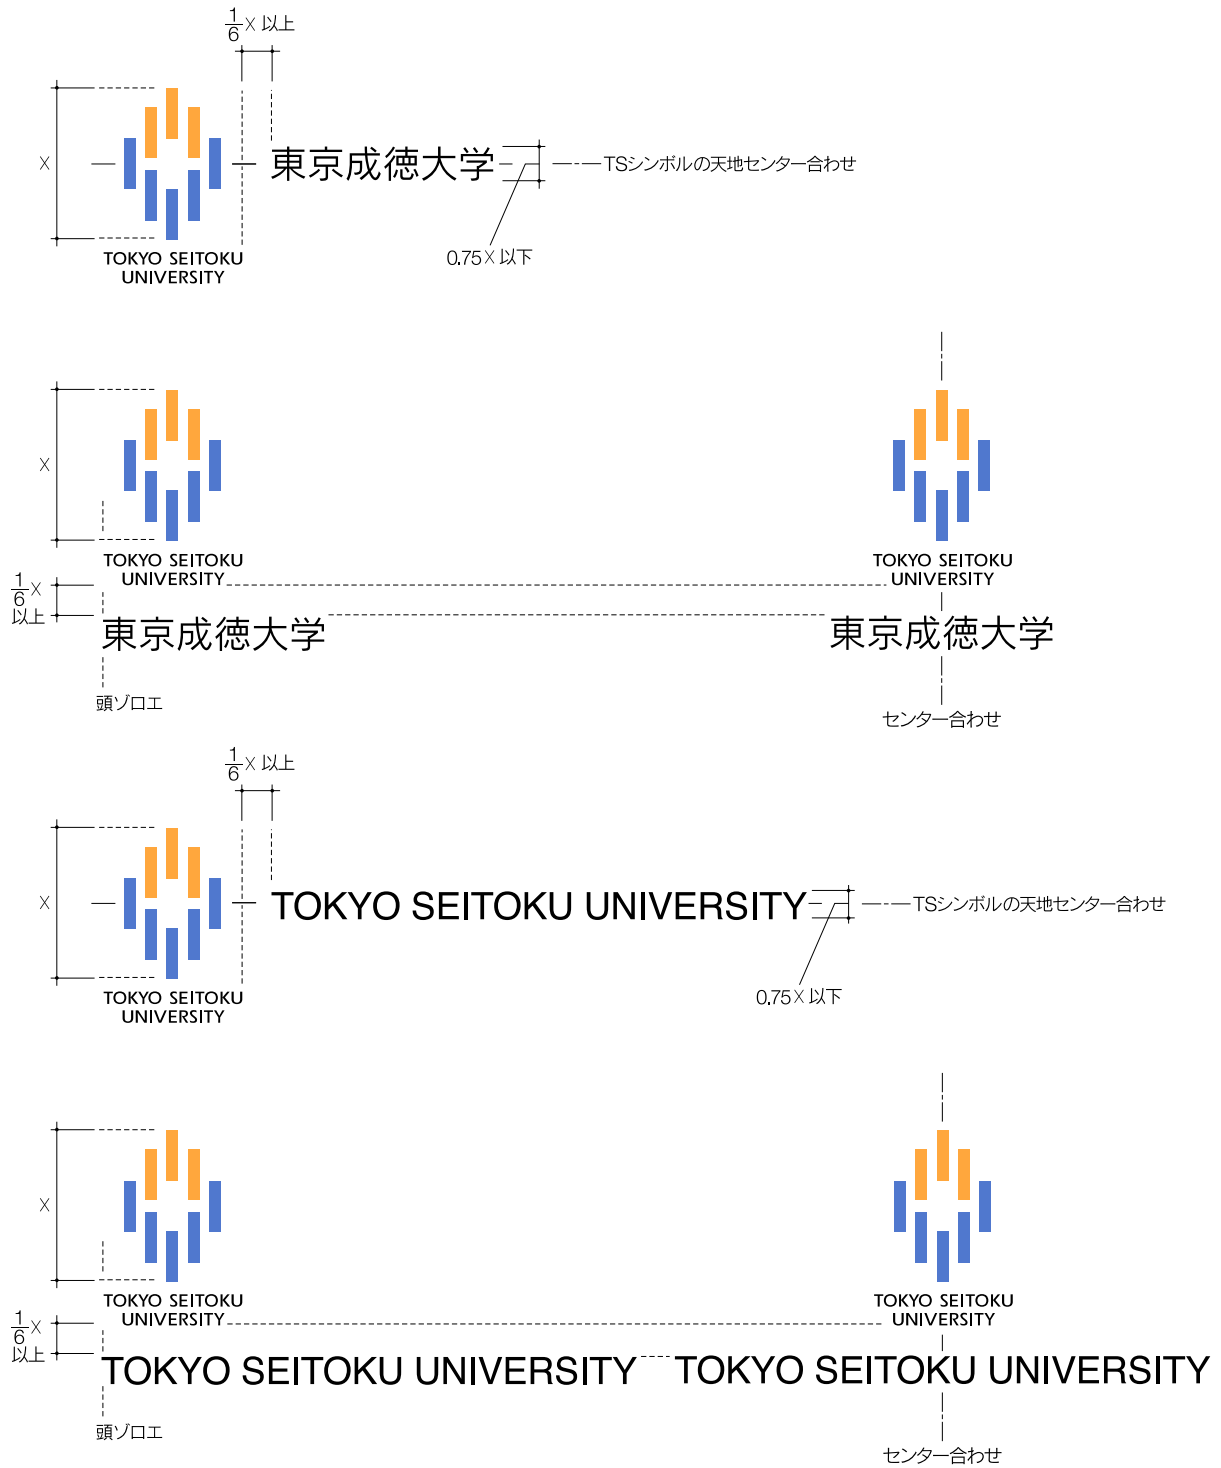 1/6 X 以上
X
東京成徳大学
TSシンボルの天地センター合わせ
0.75X 以下
TOKYO SEITOKU
UNIVERSITY
X
TOKYO SEITOKU
UNIVERSITY
TOKYO SEITOKU
UNIVERSITY
1/6 X
以上
東京成徳大学
東京成徳大学
頭ゾロエ
センター合わせ
1/6 X 以上
X
TOKYO SEITOKU UNIVERSITY
TSシンボルの天地センター合わせ
0.75X 以下
TOKYO SEITOKU
UNIVERSITY
X
TOKYO SEITOKU
UNIVERSITY
TOKYO SEITOKU
UNIVERSITY
1/6 X
以上
TOKYO SEITOKU UNIVERSITY
TOKYO SEITOKU UNIVERSITY
頭ゾロエ
センター合わせ